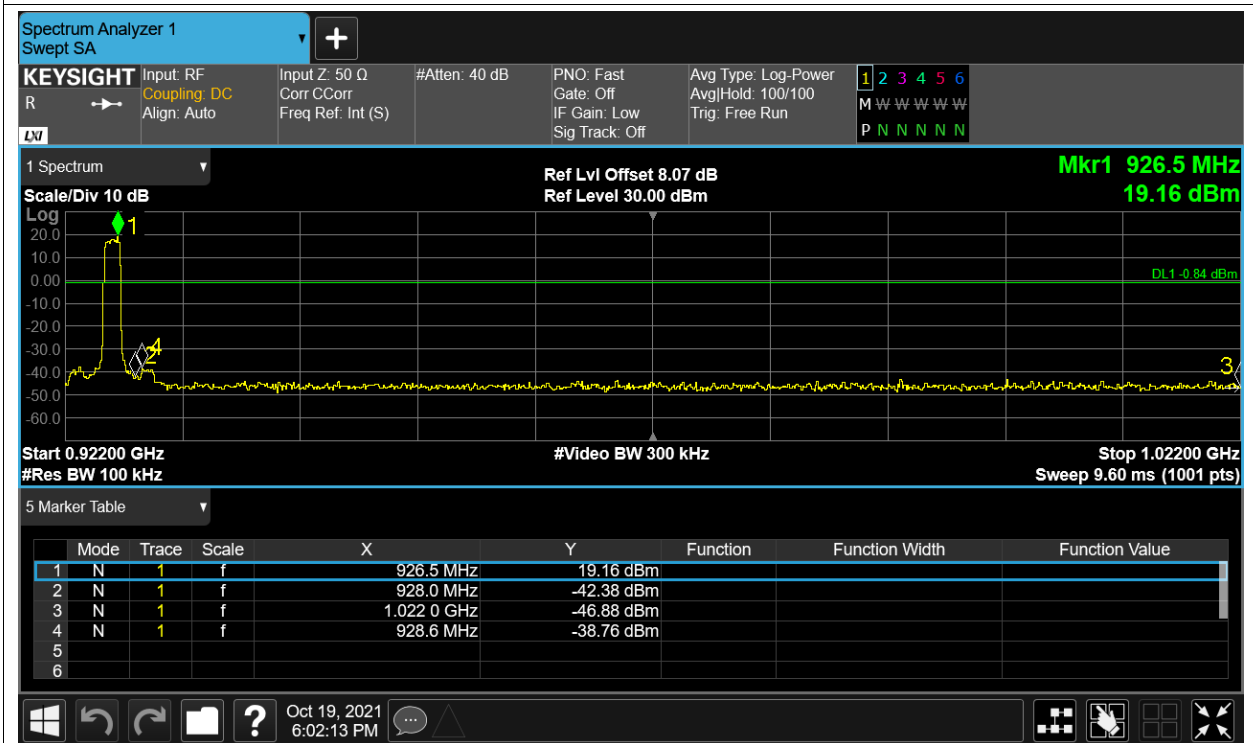 Spectrum Analyzer 1
Swept SA
KEYSIGHT Input: RF Input Z: 50 Ω #Atten: 40 dB PNO: Fast Avg Type: Log-Power 1 2 3 4 5 6
R Coupling: DC Corr CCorr Gate: Off Avg|Hold: 100/100 M W W W W W W
Align: Auto Freq Ref: Int (S) IF Gain: Low Trig: Free Run
LXI Sig Track: Off P N N N N N N
1 Spectrum Ref Lvl Offset 8.07 dB Mkr1 926.5 MHz
Scale/Div 10 dB Ref Level 30.00 dBm 19.16 dBm
Log
1
20.0
10.0
0.00 DL1 -0.84 dBm
-10.0
-20.0
-30.0 2 4
-40.0 3
-50.0
-60.0
Start 0.92200 GHz #Video BW 300 kHz Stop 1.02200 GHz
#Res BW 100 kHz Sweep 9.60 ms (1001 pts)
5 Marker Table
Mode Trace Scale X Y Function Function Width Function Value
1 N 1 f 926.5 MHz 19.16 dBm
2 N 1 f 928.0 MHz -42.38 dBm
3 N 1 f 1.022 0 GHz -46.88 dBm
4 N 1 f 928.6 MHz -38.76 dBm
5
6
? Oct 19, 2021
6:02:13 PM